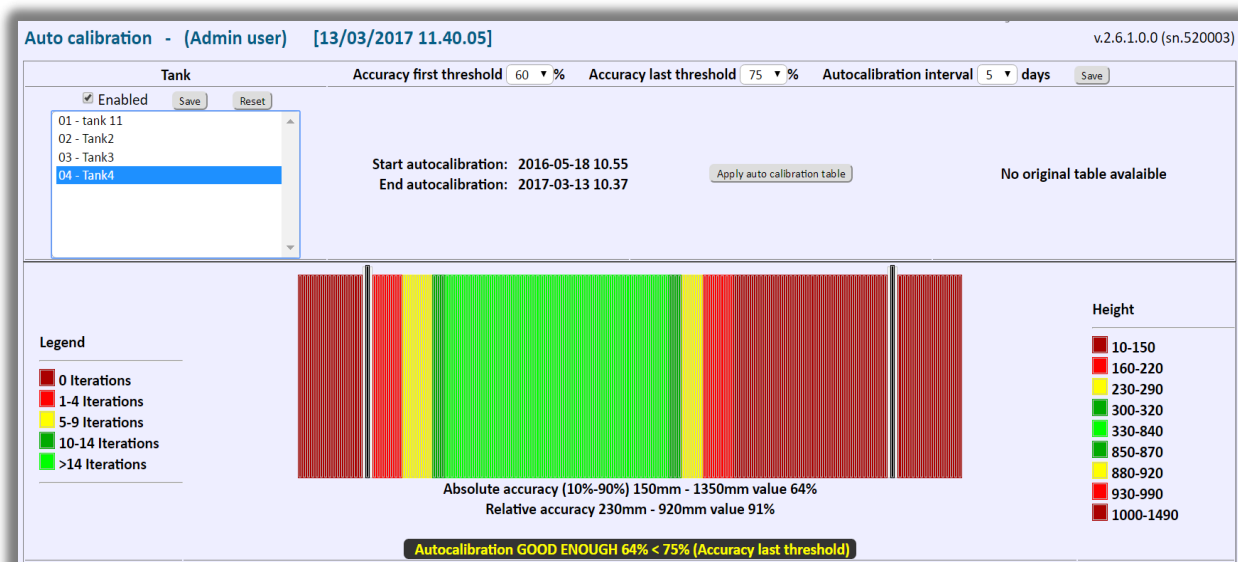 Auto calibration - (Admin user) [13/03/2017 11.40.05]
v.2.6.1.0.0 (sn.520003)
Tank
Accuracy first threshold 60 % Accuracy last threshold 75 % Autocalibration interval 5 days Save
Enabled Save Reset
01 - tank 11
02 - Tank2
03 - Tank3
04 - Tank4
Start autocalibration: 2016-05-18 10.55
End autocalibration: 2017-03-13 10.37
Apply auto calibration table
No original table avalaible
Legend
0 Iterations
1-4 Iterations
5-9 Iterations
10-14 Iterations
>14 Iterations
Absolute accuracy (10%-90%) 150mm - 1350mm value 64%
Relative accuracy 230mm - 920mm value 91%
Autocalibration GOOD ENOUGH 64% < 75% (Accuracy last threshold)
Height
10-150
160-220
230-290
300-320
330-840
850-870
880-920
930-990
1000-1490